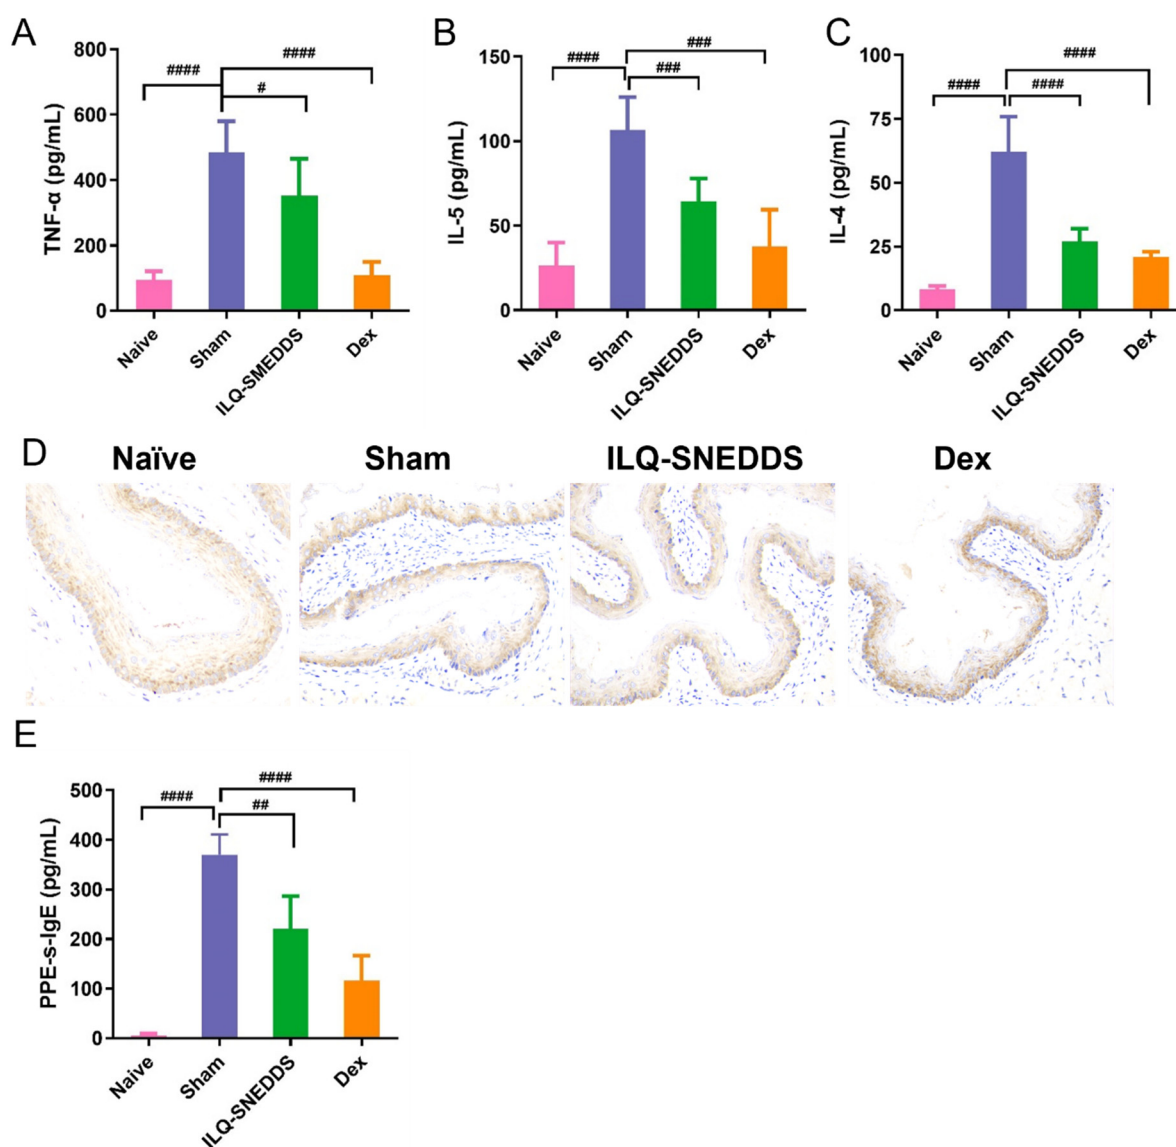 A
TNF-α (pg/mL)
800
600
400
200
0
####
####
#
Naive
Sham
ILQ-SMEDDS
Dex
B
IL-5 (pg/mL)
150
100
50
0
####
###
###
Naive
Sham
ILQ-SNEDDS
Dex
C
IL-4 (pg/mL)
100
75
50
25
0
####
####
####
Naive
Sham
ILQ-SNEDDS
Dex
D
Naïve
Sham
ILQ-SNEDDS
Dex
E
PPE-s-IgE (pg/mL)
500
400
300
200
100
0
####
####
##
Naive
Sham
ILQ-SNEDDS
Dex